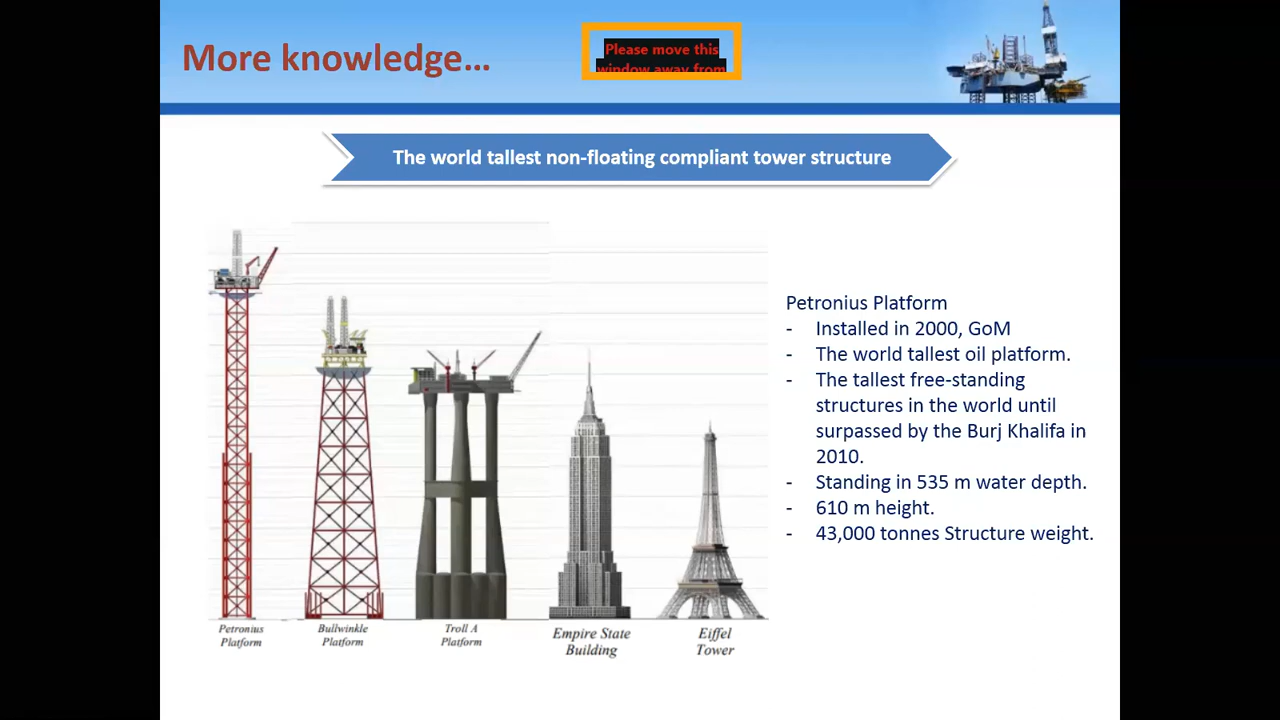 More knowledge...
Please move this
window away from
The world tallest non-floating compliant tower structure
Petronius Platform
- Installed in 2000, GoM
- The world tallest oil platform.
- The tallest free-standing
structures in the world until
surpassed by the Burj Khalifa in
2010.
- Standing in 535 m water depth.
- 610 m height.
- 43,000 tonnes Structure weight.
Petronius
Platform
Bullwinkle
Platform
Troll A
Platform
Empire State
Building
Eiffel
Tower